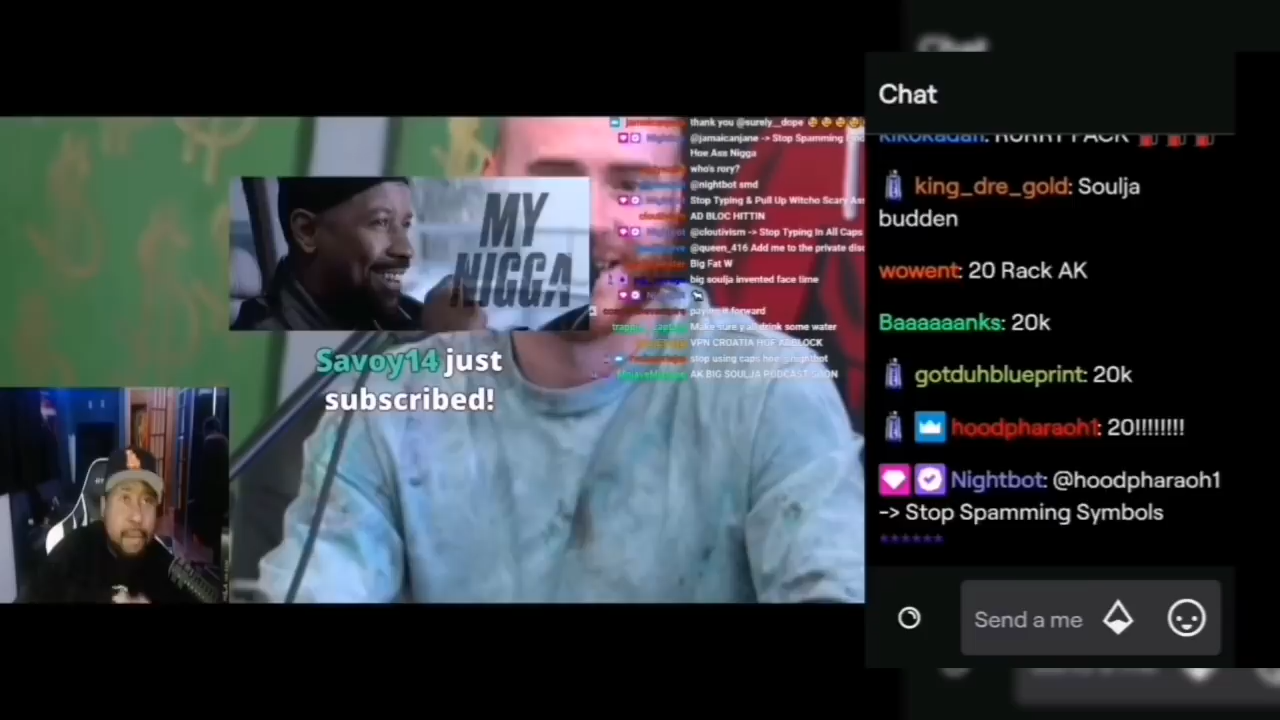 Chat
king_dre_gold: Soulja
budden
wowent: 20 Rack AK
Baaaaaanks: 20k
gotduhblueprint: 20k
hoodpharaoh1: 20!!!!!!!!
Nightbot: @hoodpharaoh1
-> Stop Spamming Symbols
******
Send a me
thank you @surely_dope
@jamaicanjane -> Stop Spamming
Hoe Ass Nigga
who's rory?
@nightbot smd
Stop Typing & Pull Up Witcho Scary Ass
AD BLOC HITTIN
@cloutivism -> Stop Typing In All Caps
@queen_416 Add me to the private disc
Big Fat W
big soulja invented face time
paying it forward
Make sure y'all drink some water
VPN CROATIA
stop using caps hoe @nightbot
AK BIG SOULJA PODCAST SOON
MY
NIGGA
Savoy14 just
subscribed!